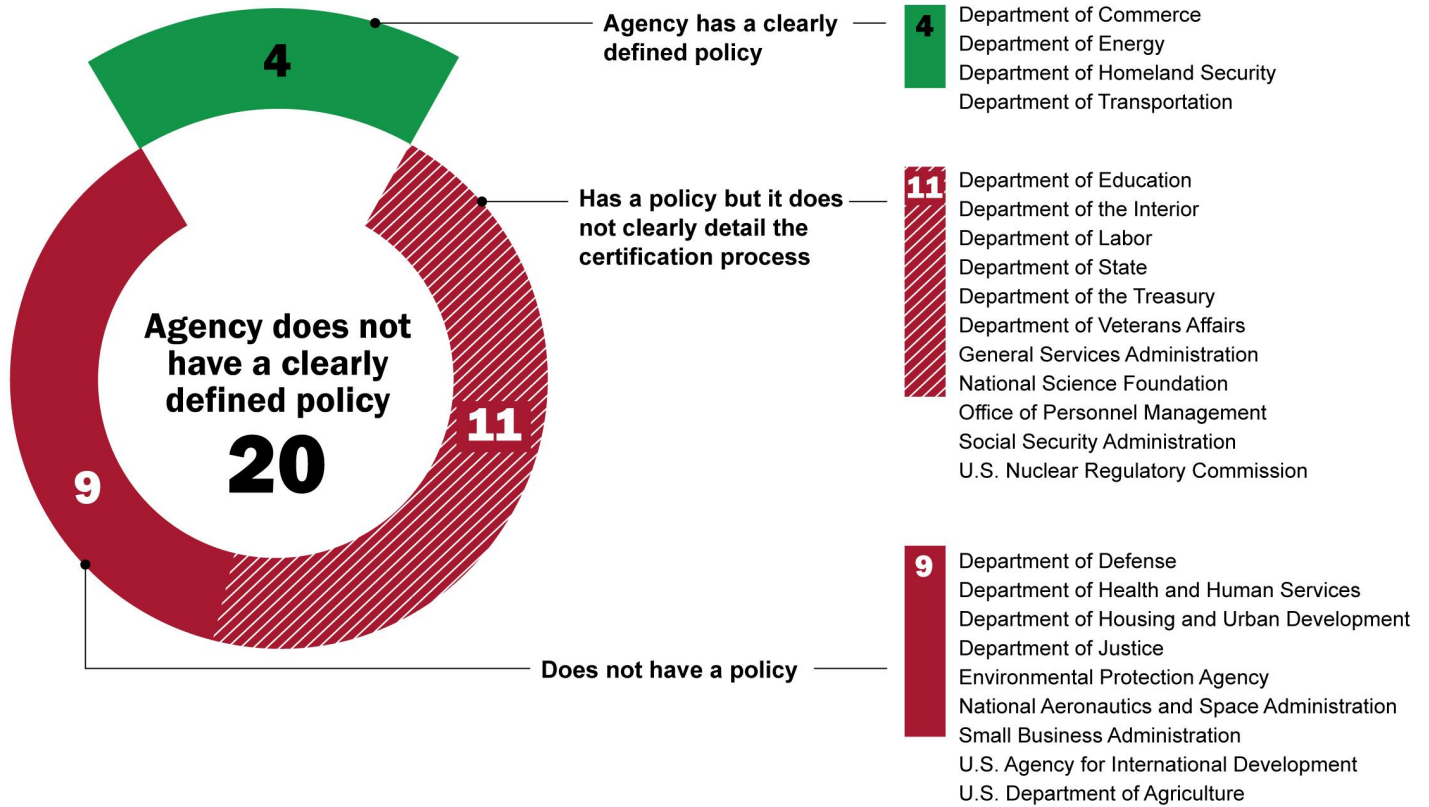 4
Agency has a clearly
defined policy
4
Department of Commerce
Department of Energy
Department of Homeland Security
Department of Transportation
Has a policy but it does
not clearly detail the
certification process
11
Department of Education
Department of the Interior
Department of Labor
Department of State
Department of the Treasury
Department of Veterans Affairs
General Services Administration
National Science Foundation
Office of Personnel Management
Social Security Administration
U.S. Nuclear Regulatory Commission
Agency does not
have a clearly
defined policy
20
11
9
Does not have a policy
9
Department of Defense
Department of Health and Human Services
Department of Housing and Urban Development
Department of Justice
Environmental Protection Agency
National Aeronautics and Space Administration
Small Business Administration
U.S. Agency for International Development
U.S. Department of Agriculture